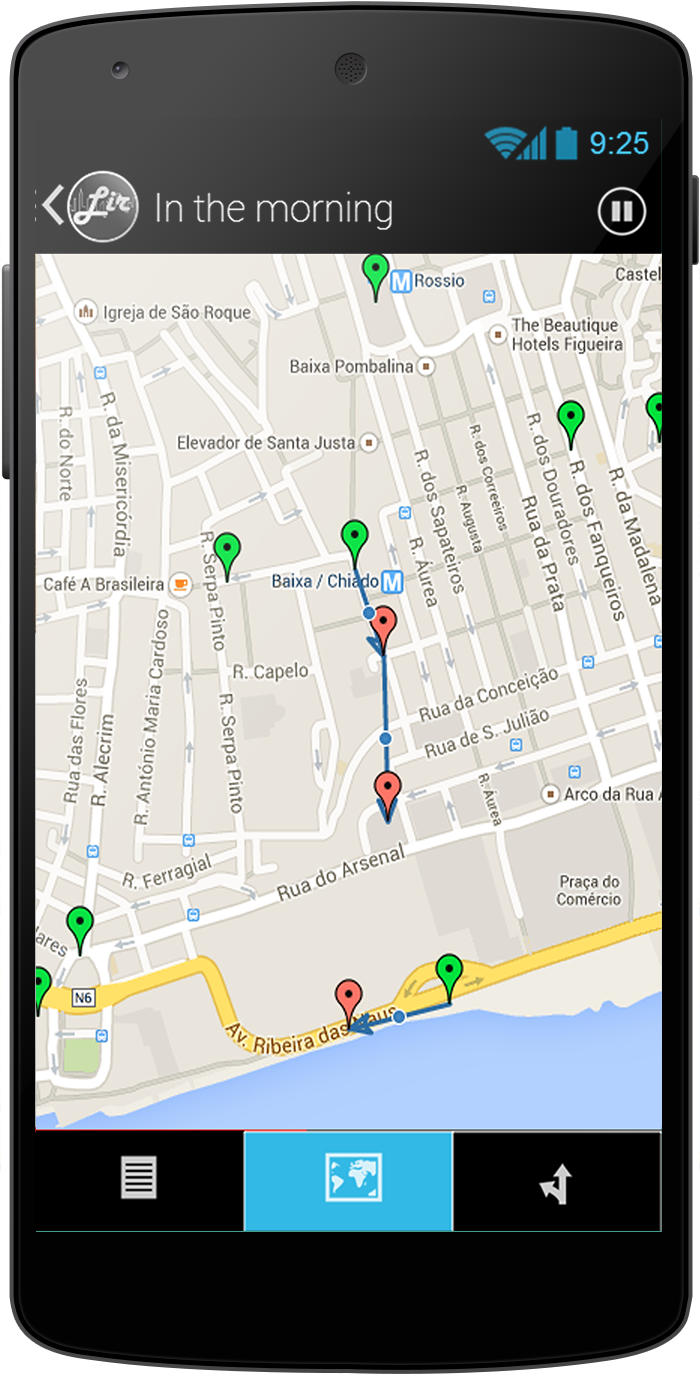 9:25
Lir
In the morning
M Rossio
Castel
Igreja de São Roque
The Beautique
Hotels Figueira
Baixa Pombalina
R. do Norte
R. da Misericórdia
Elevador de Santa Justa
R. dos Sapateiros
R. dos Correeiros
R. Augusta
R. dos Douradores
Rua da Prata
R. dos Fanqueiros
R. da Madalena
R. Áurea
R. Serpa Pinto
Café A Brasileira
Baixa / Chiado M
R. António Maria Cardoso
R. Capelo
Rua das Flores
R. Alecrim
R. Serpa Pinto
Rua da Conceição
Rua de S. Julião
R. Áurea
Arco da Rua A
R. Ferragial
Rua do Arsenal
Praça do
Comércio
lares
N6
Av. Ribeira das Naus